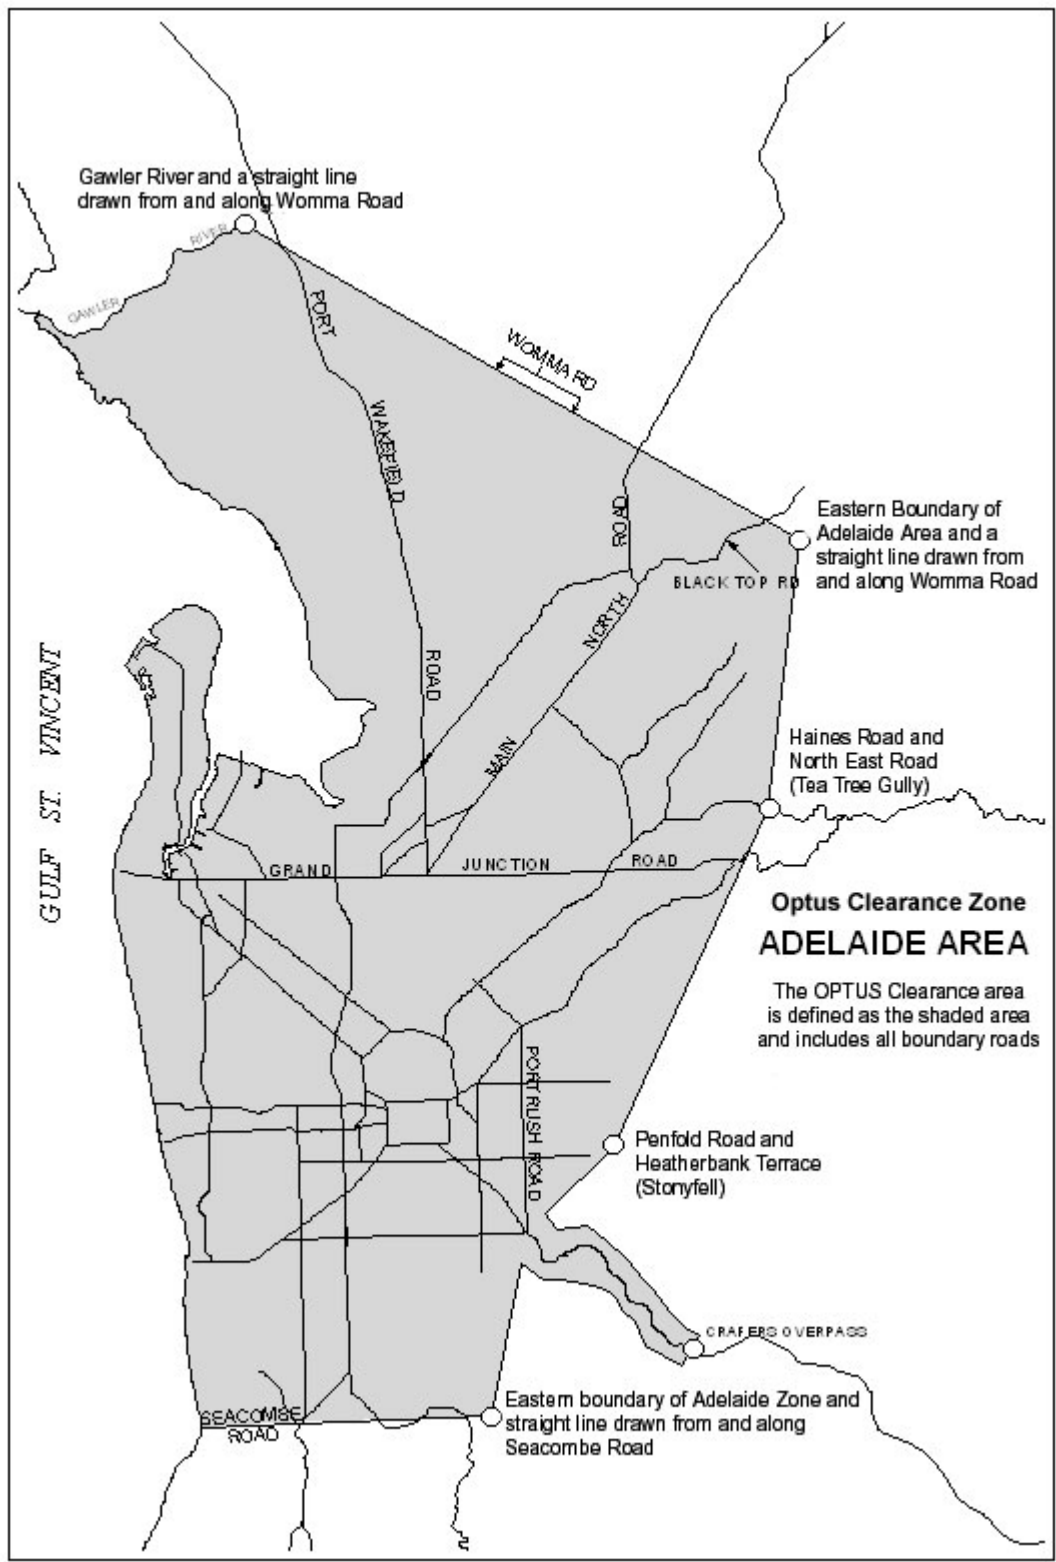 Gawler River and a straight line
drawn from and along Womma Road
RIVER
GAWLER
PORT
WOMMA RD
WAKEFIELD
ROAD
Eastern Boundary of
Adelaide Area and a
straight line drawn from
and along Womma Road
BLACK TOP RD
NORTH
ROAD
MAIN
GULF ST. VINCENT
Haines Road and
North East Road
(Tea Tree Gully)
GRAND
JUNCTION
ROAD
Optus Clearance Zone
ADELAIDE AREA
The OPTUS Clearance area
is defined as the shaded area
and includes all boundary roads
PORTRUSH ROAD
Penfold Road and
Heatherbank Terrace
(Stonyfell)
CRAFERS OVERPASS
Eastern boundary of Adelaide Zone and
straight line drawn from and along
Seacombe Road
SEACOMBE
ROAD